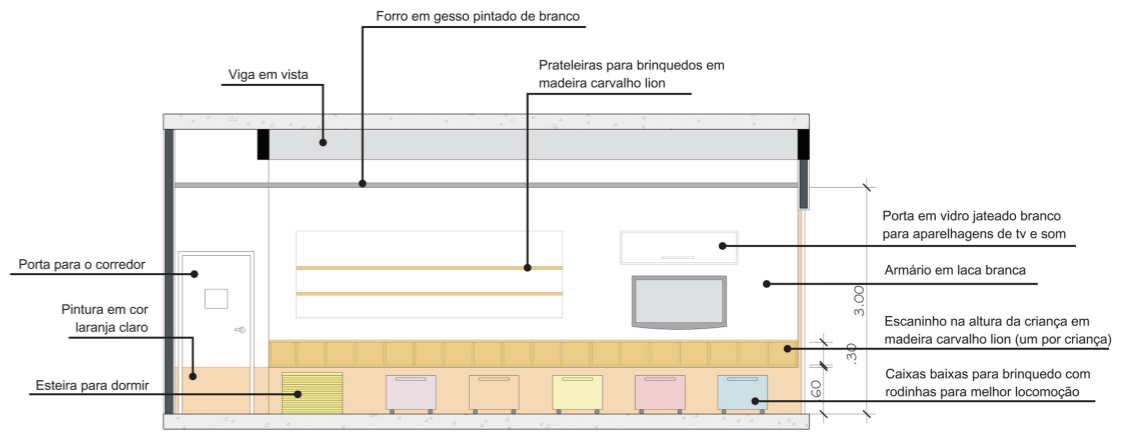 Forro em gesso pintado de branco
Viga em vista
Prateleiras para brinquedos em
madeira carvalho lion
Porta em vidro jateado branco
para aparelhagens de tv e som
Porta para o corredor
Armário em laca branca
Pintura em cor
laranja claro
Escaninho na altura da criança em
madeira carvalho lion (um por criança)
Esteira para dormir
Caixas baixas para brinquedo com
rodinhas para melhor locomoção
3.00
.30
.60